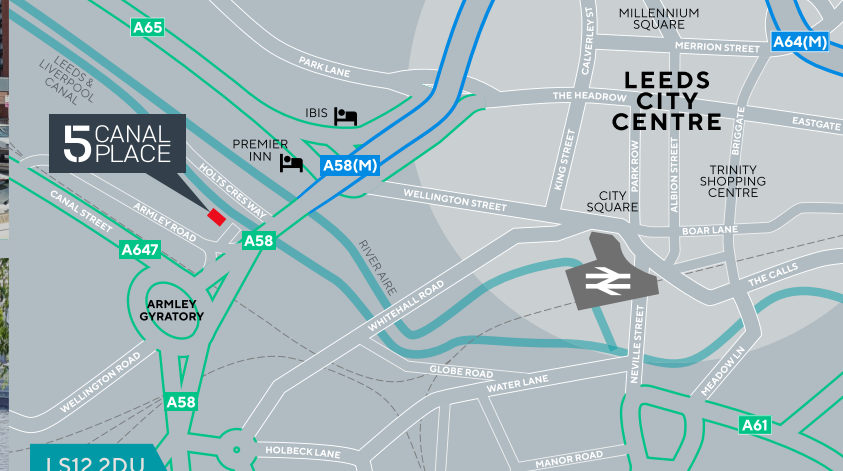 MILLENNIUM
SQUARE
A65
CALVERLEY ST
A64(M)
MERRION STREET
PARK LANE
LEEDS &
LIVERPOOL
CANAL
LEEDS
CITY
CENTRE
THE HEADROW
IBIS
EASTGATE
5 CANAL
PLACE
PREMIER
INN
A58(M)
BRIGGATE
KING STREET
PARK ROW
ALBION STREET
TRINITY
SHOPPING
CENTRE
HOLTS CRES WAY
WELLINGTON STREET
CITY
SQUARE
CANAL STREET
ARMLEY ROAD
BOAR LANE
A647
A58
RIVER AIRE
THE CALLS
ARMLEY
GYRATORY
WHITEHALL ROAD
NEVILLE STREET
WELLINGTON ROAD
GLOBE ROAD
WATER LANE
MEADOW LN
A58
A61
HOLBECK LANE
MANOR ROAD
LS12 2DU